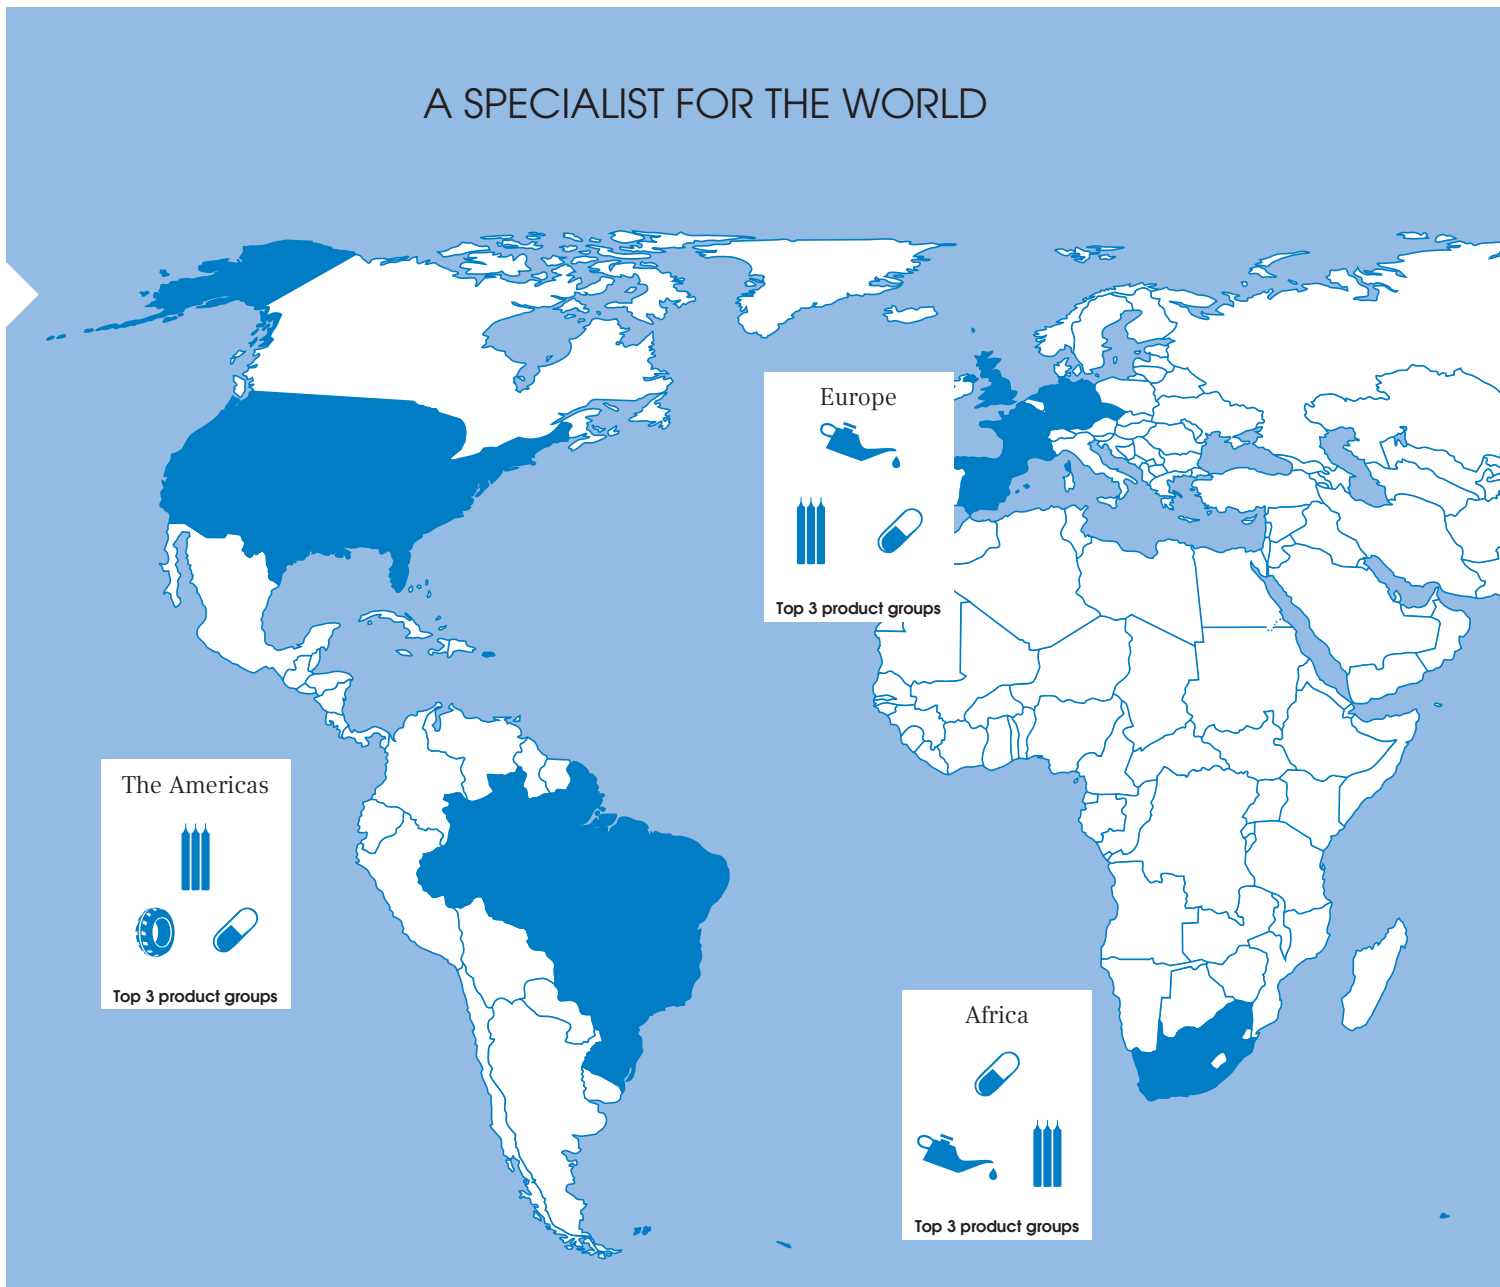 A SPECIALIST FOR THE WORLD
Europe
Top 3 product groups
The Americas
Top 3 product groups
Africa
Top 3 product groups